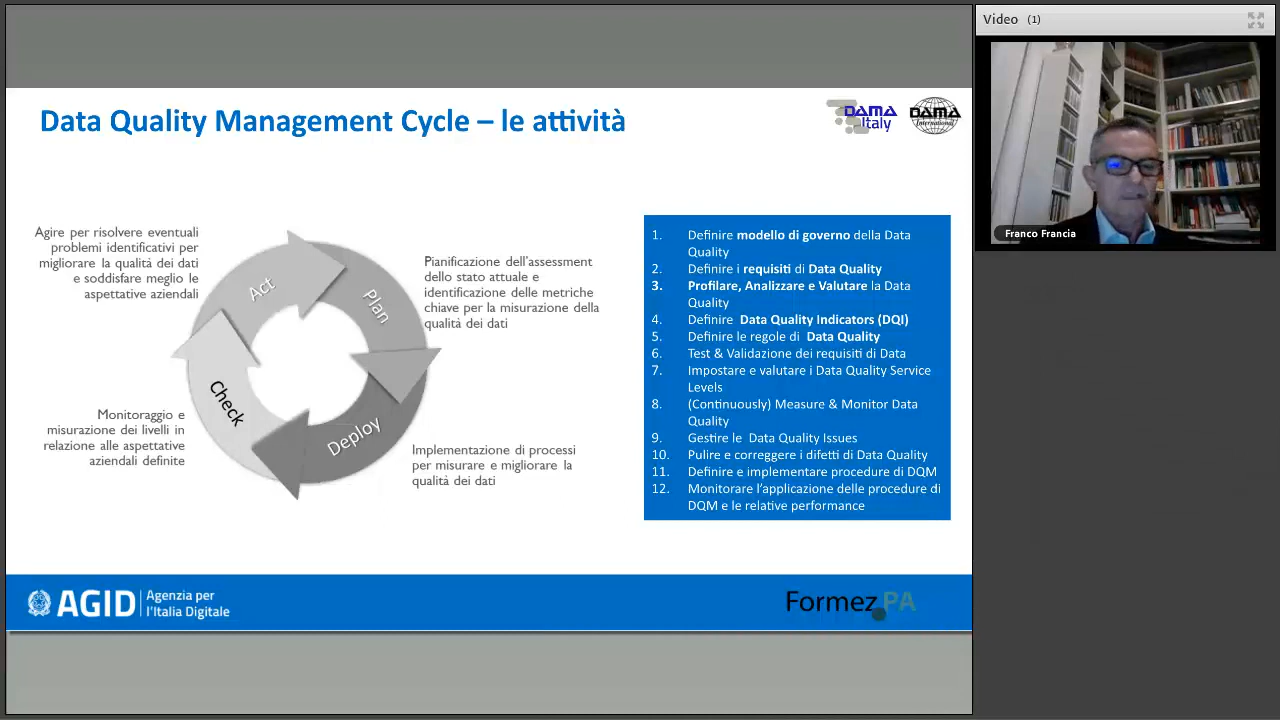 Data Quality Management Cycle – le attività
DAMA
Italy
DAMA
International
Agire per risolvere eventuali
problemi identificativi per
migliorare la qualità dei dati
e soddisfare meglio le
aspettative aziendali
Act
Plan
Pianificazione dell'assessment
dello stato attuale e
identificazione delle metriche
chiave per la misurazione della
qualità dei dati
Check
Deploy
Monitoraggio e
misurazione dei livelli in
relazione alle aspettative
aziendali definite
Implementazione di processi
per misurare e migliorare la
qualità dei dati
1. Definire modello di governo della Data
Quality
2. Definire i requisiti di Data Quality
3. Profilare, Analizzare e Valutare la Data
Quality
4. Definire Data Quality Indicators (DQI)
5. Definire le regole di Data Quality
6. Test & Validazione dei requisiti di Data
7. Impostare e valutare i Data Quality Service
Levels
8. (Continuously) Measure & Monitor Data
Quality
9. Gestire le Data Quality Issues
10. Pulire e correggere i difetti di Data Quality
11. Definire e implementare procedure di DQM
12. Monitorare l'applicazione delle procedure di
DQM e le relative performance
AGID
Agenzia per
l'Italia Digitale
Formez PA
Video (1)
Franco Francia